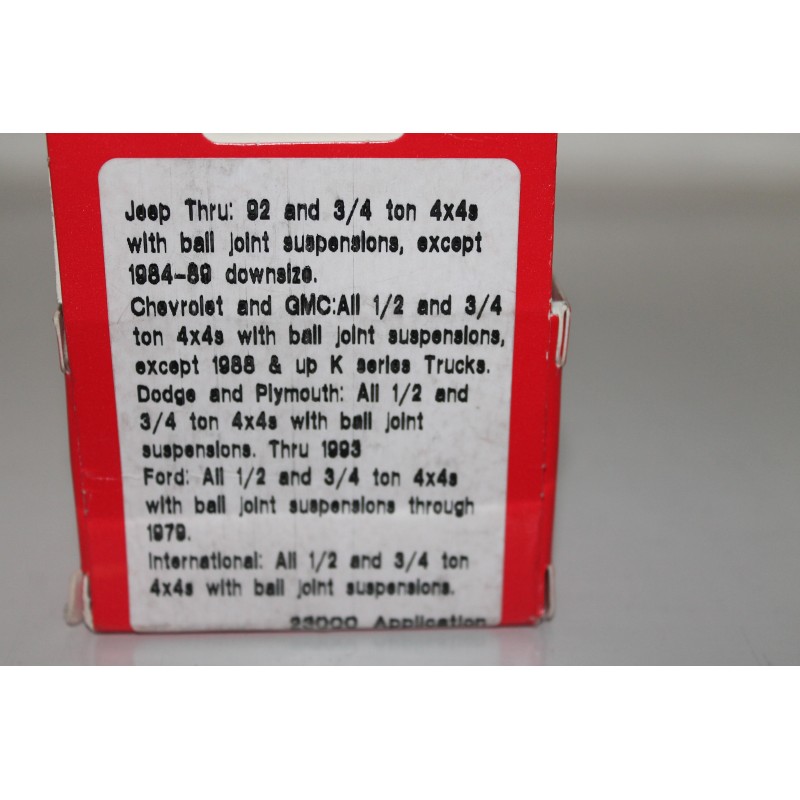 Jeep Thru: 92 and 3/4 ton 4x4s
with ball joint suspensions, except
1984-89 downsize.
Chevrolet and GMC:All 1/2 and 3/4
ton 4x4s with ball joint suspensions,
except 1988 & up K series Trucks.
Dodge and Plymouth: All 1/2 and
3/4 ton 4x4s with ball joint
suspensions. Thru 1993
Ford: All 1/2 and 3/4 ton 4x4s
with ball joint suspensions through
1979.
International: All 1/2 and 3/4 ton
4x4s with ball joint suspensions.
23000 Application